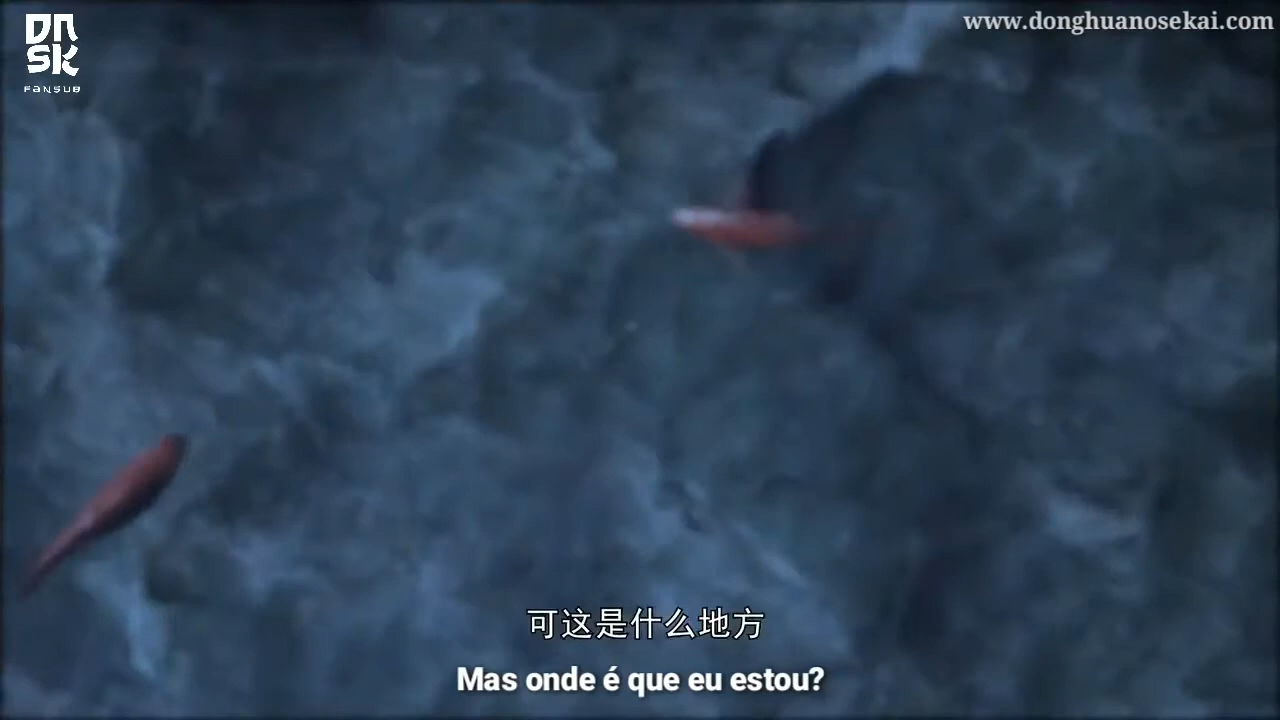 DNSK
FANSUB
www.donghuanosekai.com
可这是什么地方
Mas onde é que eu estou?